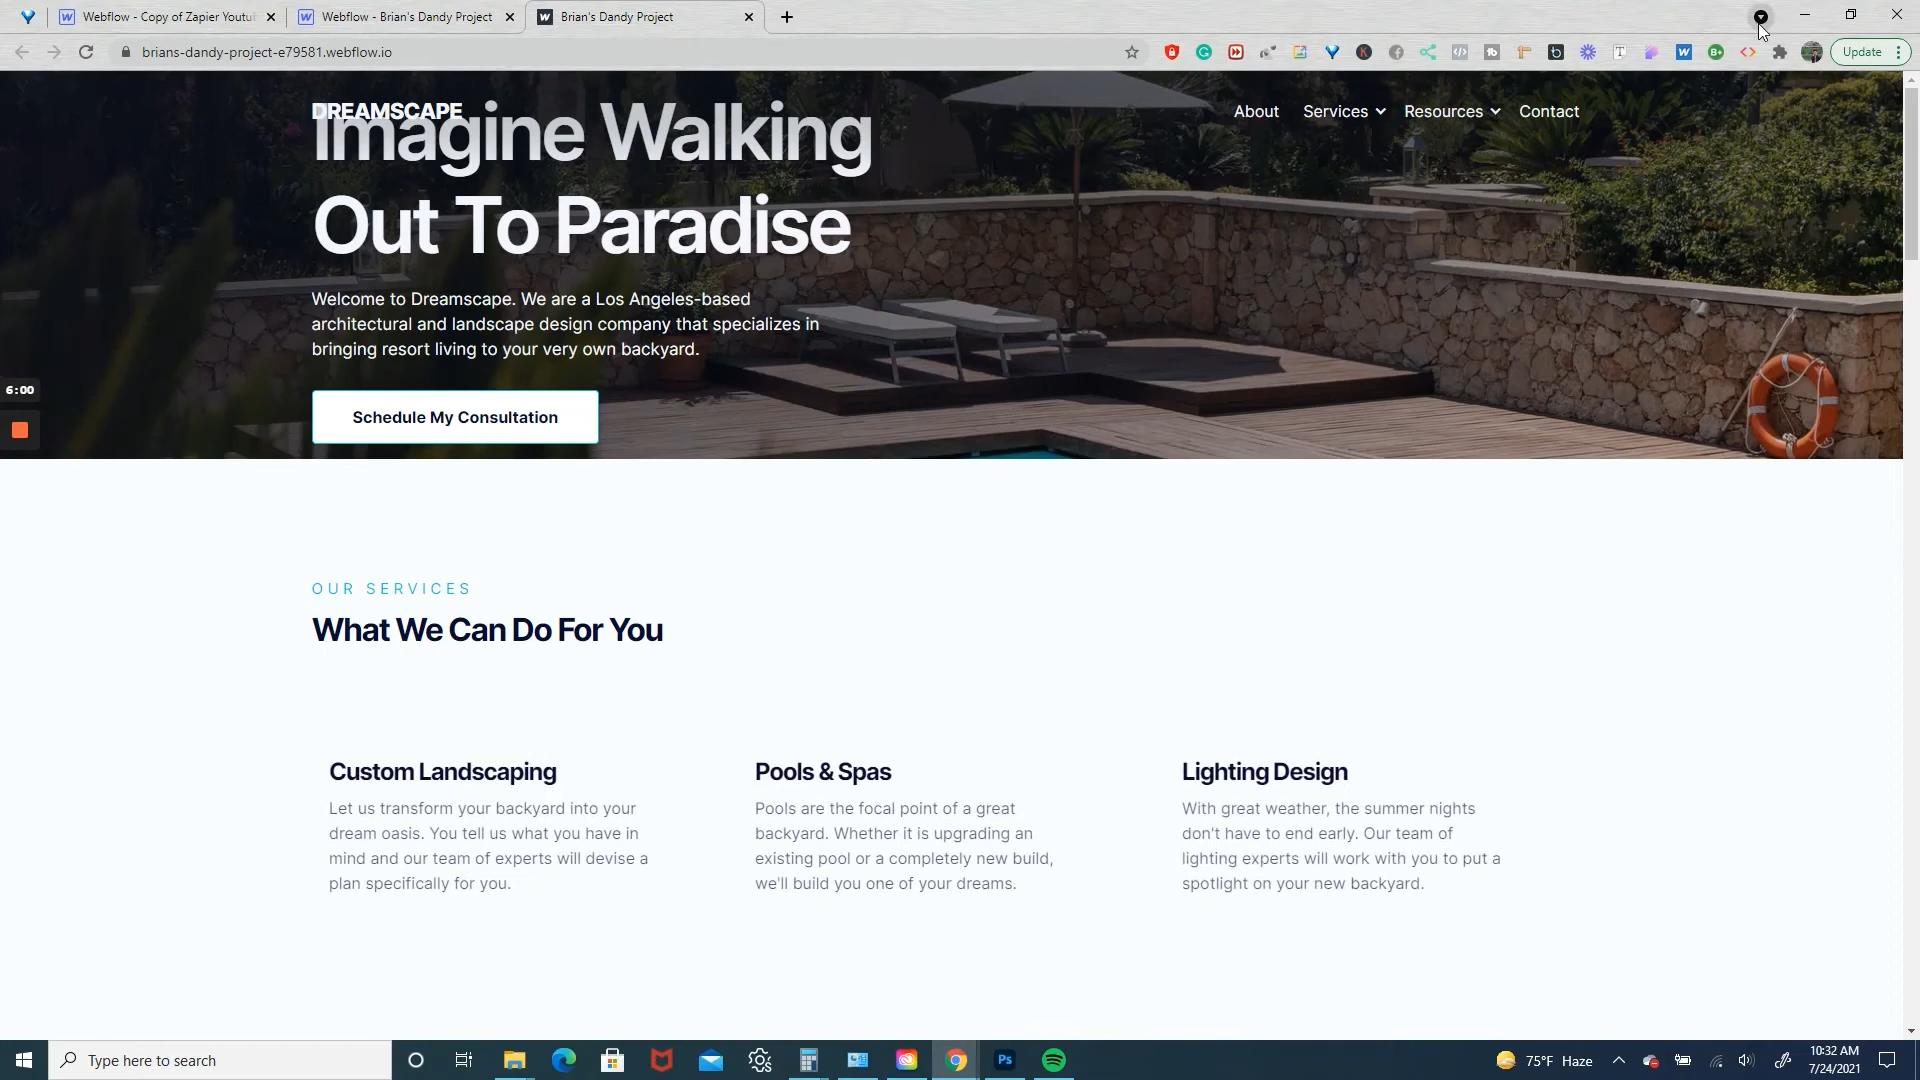 Webflow - Copy of Zapier Youtu
Webflow - Brian's Dandy Project
Brian's Dandy Project
brians-dandy-project-e79581.webflow.io
Update
DREAMSCAPE
About
Services
Resources
Contact
Imagine Walking
Out To Paradise
Welcome to Dreamscape. We are a Los Angeles-based
architectural and landscape design company that specializes in
bringing resort living to your very own backyard.
6:00
Schedule My Consultation
OUR SERVICES
What We Can Do For You
Custom Landscaping
Let us transform your backyard into your
dream oasis. You tell us what you have in
mind and our team of experts will devise a
plan specifically for you.
Pools & Spas
Pools are the focal point of a great
backyard. Whether it is upgrading an
existing pool or a completely new build,
we'll build you one of your dreams.
Lighting Design
With great weather, the summer nights
don't have to end early. Our team of
lighting experts will work with you to put a
spotlight on your new backyard.
Type here to search
Ps
75°F Haze
10:32 AM
7/24/2021